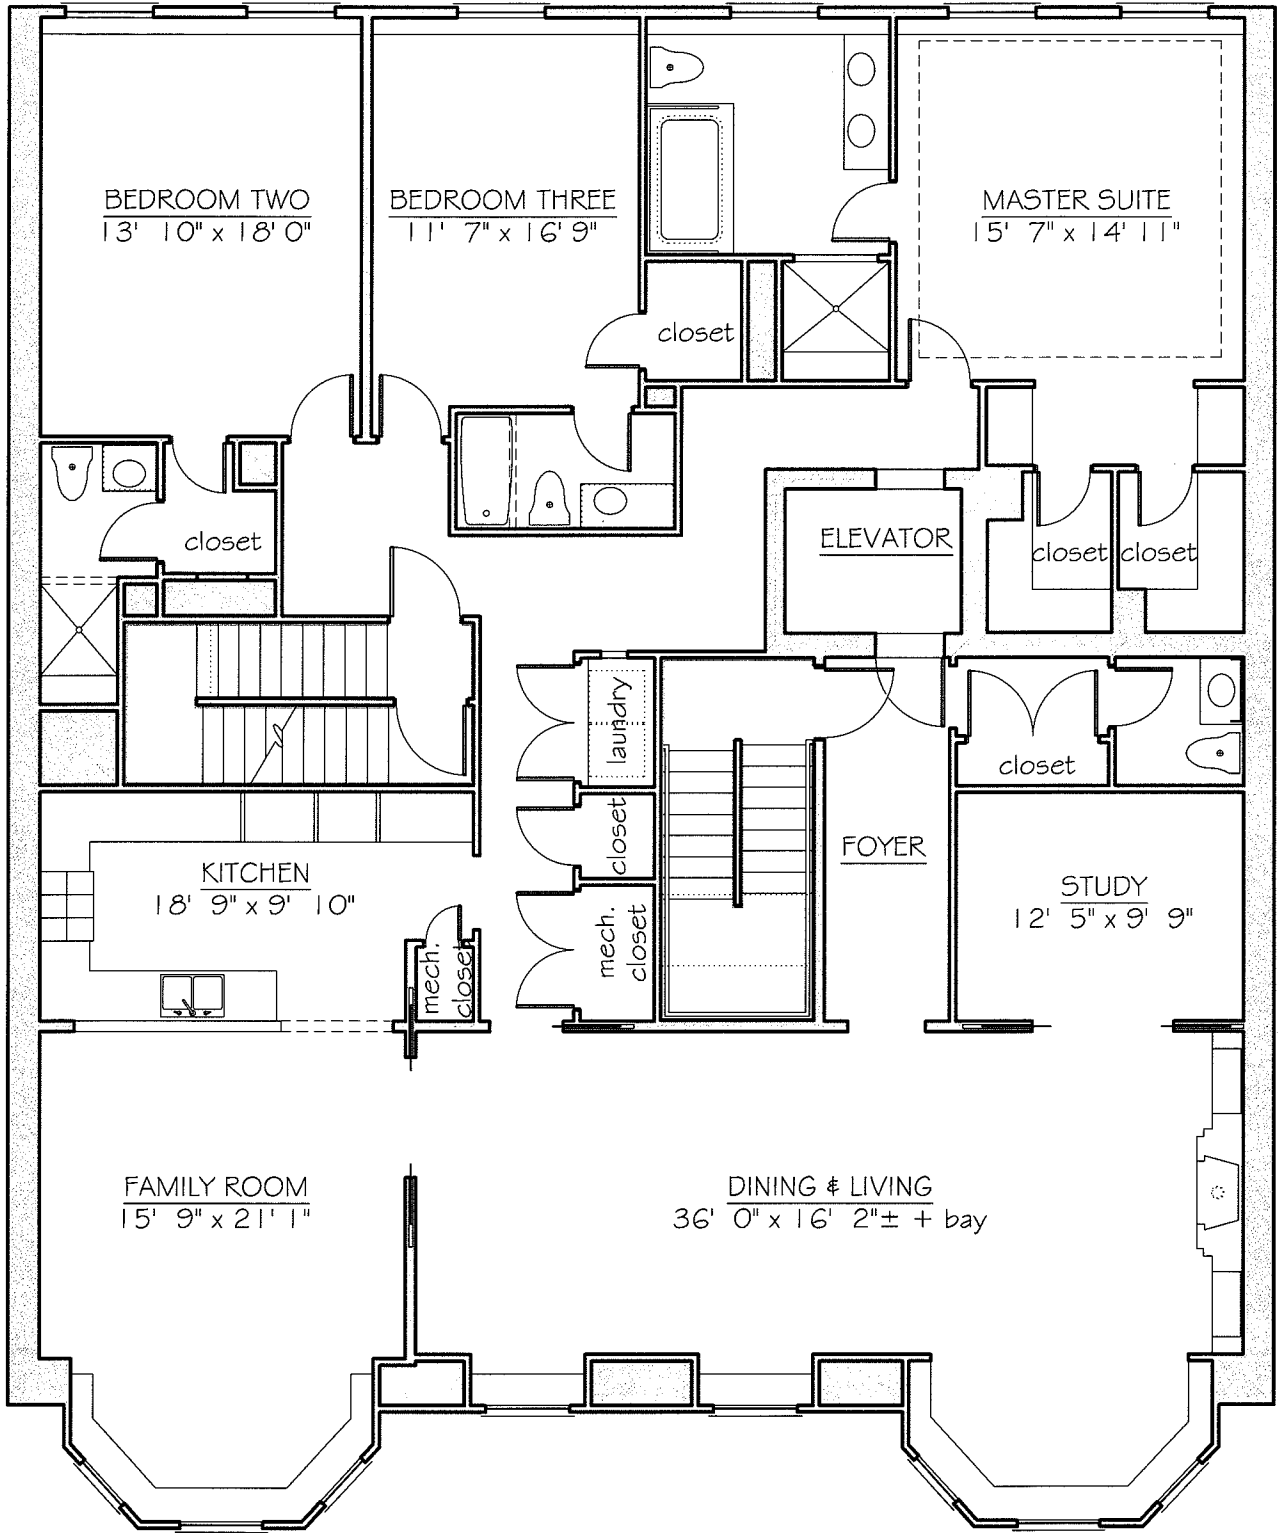 BEDROOM TWO
13' 10" x 18' 0"
BEDROOM THREE
11' 7" x 16' 9"
MASTER SUITE
15' 7" x 14' 11"
closet
closet
ELEVATOR
closet
closet
laundry
closet
closet
FOYER
KITCHEN
18' 9" x 9' 10"
STUDY
12' 5" x 9' 9"
mech.
closet
mech.
closet
FAMILY ROOM
15' 9" x 21' 1"
DINING & LIVING
36' 0" x 16' 2"± + bay